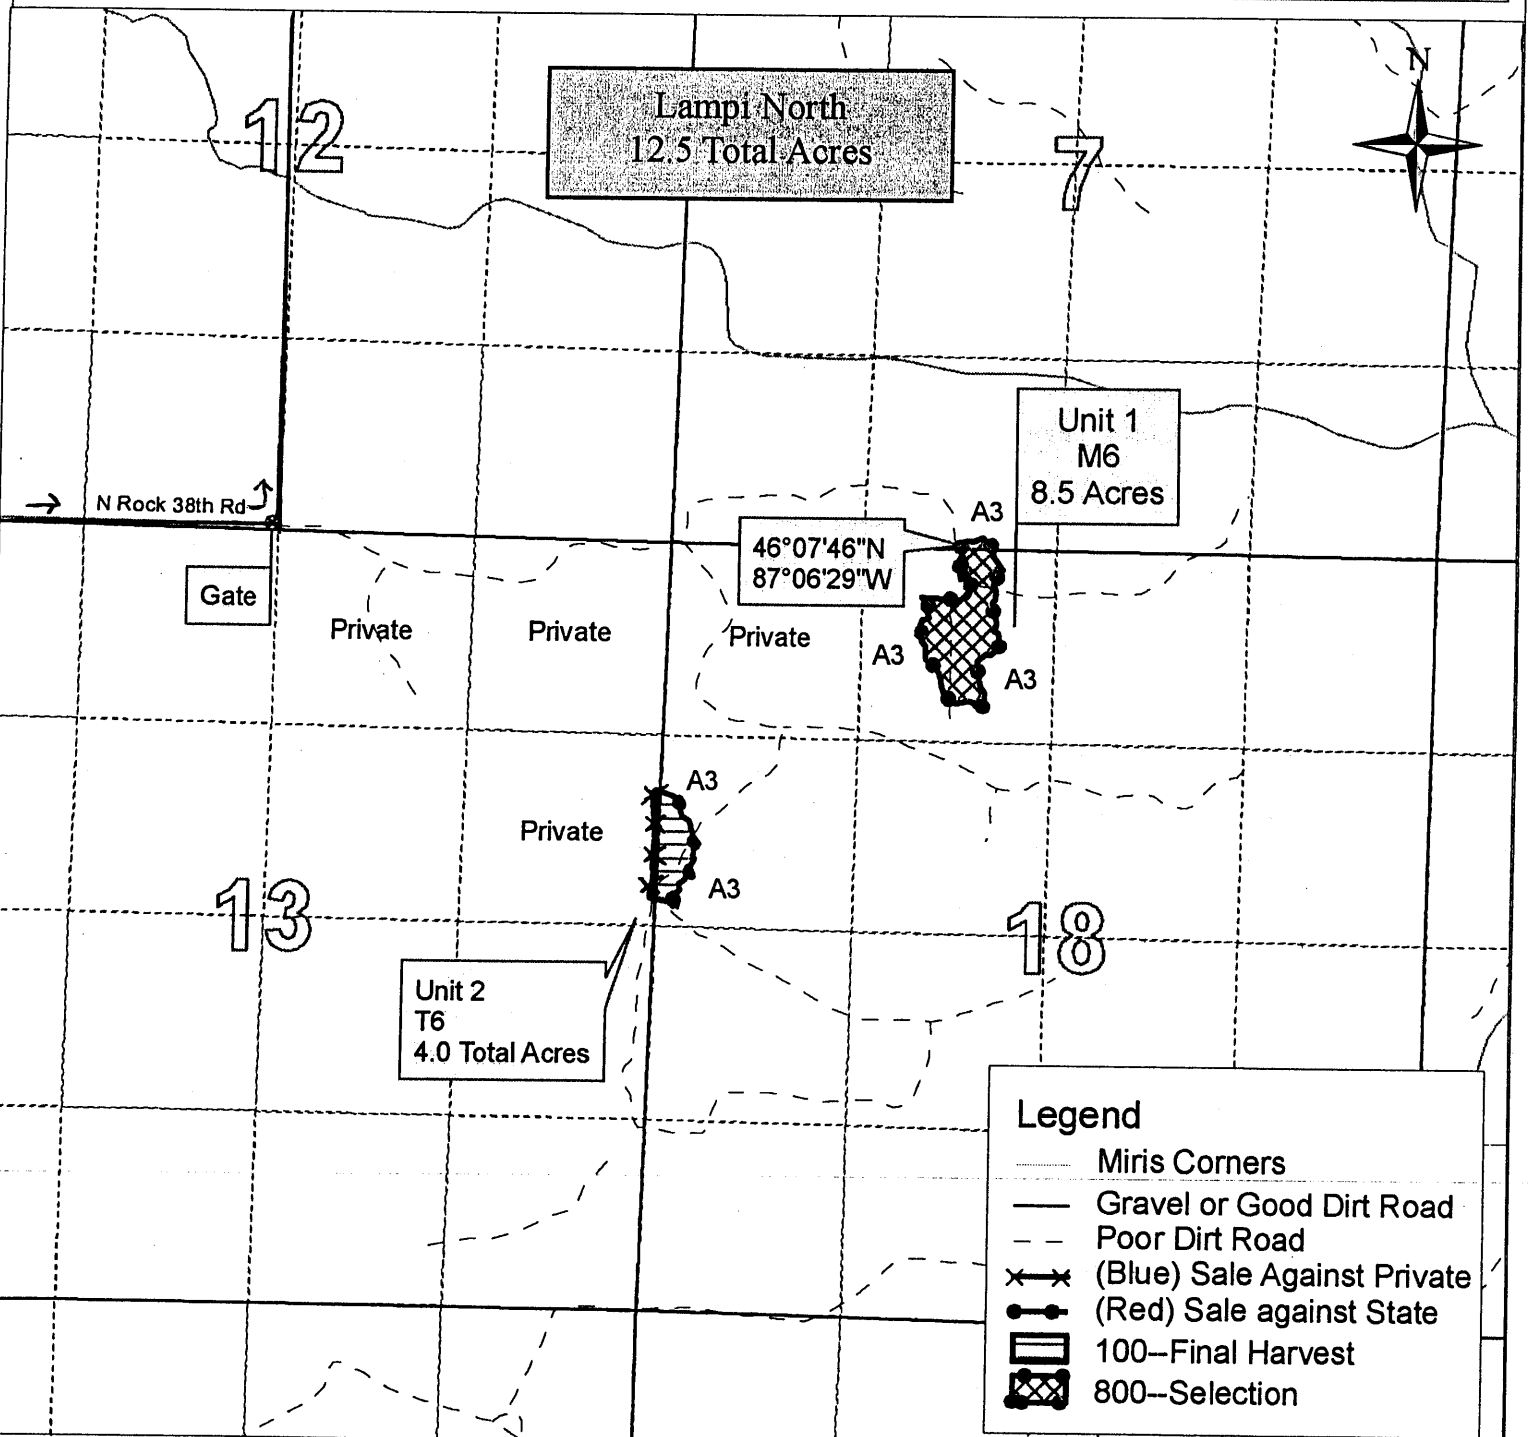 Lampi North
12.5 Total Acres
12
7
N
Unit 1
M6
8.5 Acres
N Rock 38th Rd
A3
46°07'46"N
87°06'29"W
Gate
Private
Private
Private
A3
A3
A3
Private
A3
13
18
Unit 2
T6
4.0 Total Acres
Legend
Miris Corners
Gravel or Good Dirt Road
Poor Dirt Road
(Blue) Sale Against Private
(Red) Sale against State
100--Final Harvest
800--Selection